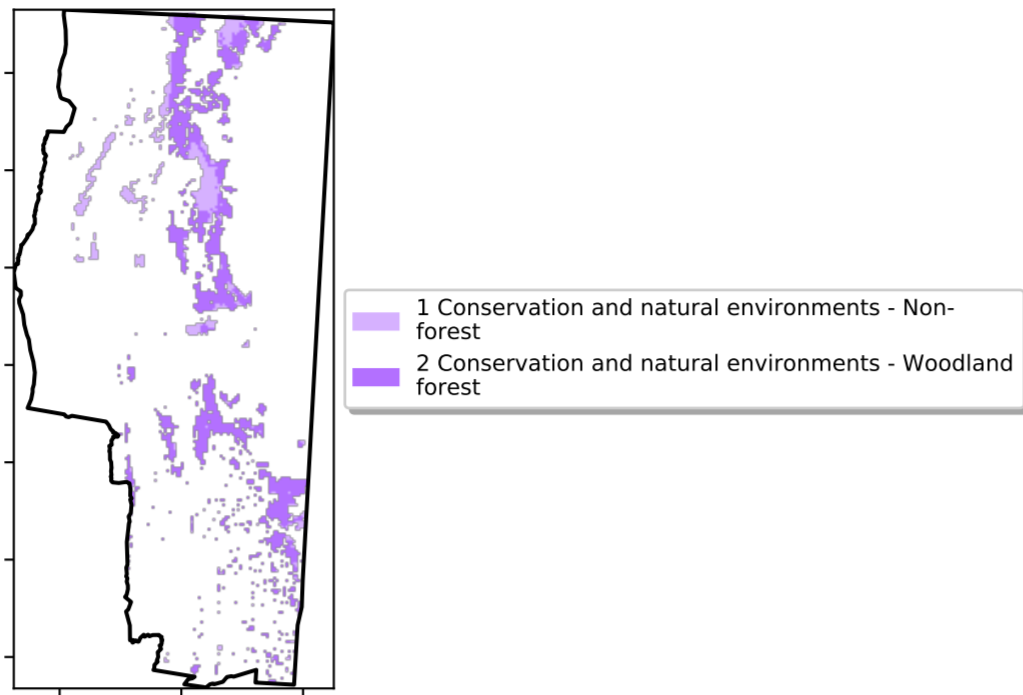 1 Conservation and natural environments - Non-
forest
2 Conservation and natural environments - Woodland
forest